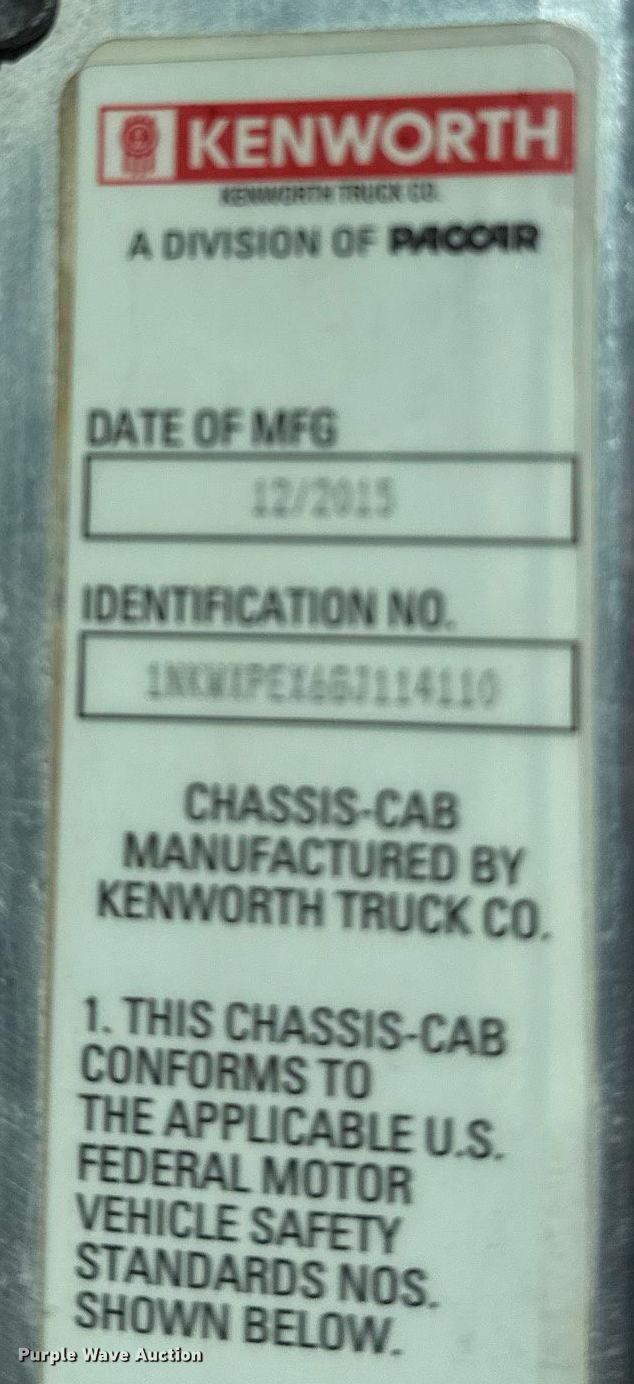 KENWORTH
KENWORTH TRUCK CO.
A DIVISION OF PACCAR
DATE OF MFG
12/2015
IDENTIFICATION NO.
1NKWXPEX6GJ114110
CHASSIS-CAB
MANUFACTURED BY
KENWORTH TRUCK CO.
1. THIS CHASSIS-CAB
CONFORMS TO
THE APPLICABLE U.S.
FEDERAL MOTOR
VEHICLE SAFETY
STANDARDS NOS.
SHOWN BELOW.
Purple Wave Auction